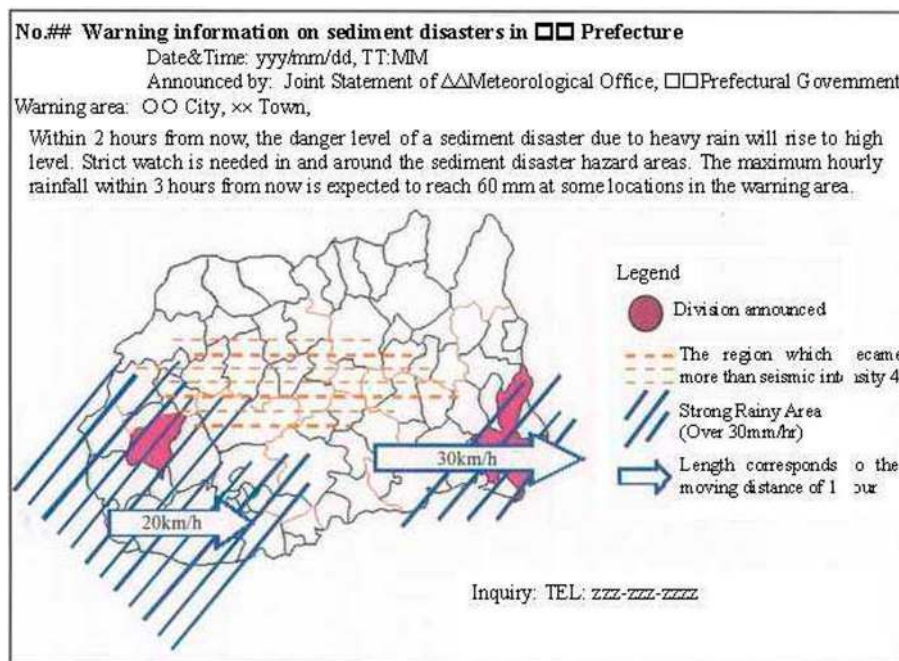 No.## Warning information on sediment disasters in □□ Prefecture
Date&Time: yyy/mm/dd, TT:MM
Announced by: Joint Statement of △△Meteorological Office, □□Prefectural Government
Warning area: ○○ City, ×× Town,
Within 2 hours from now, the danger level of a sediment disaster due to heavy rain will rise to high
level. Strict watch is needed in and around the sediment disaster hazard areas. The maximum hourly
rainfall within 3 hours from now is expected to reach 60 mm at some locations in the warning area.
Legend
Division announced
The region which ecame
more than seismic int sity 4
Strong Rainy Area
(Over 30mm/hr)
Length corresponds o the
moving distance of 1 our
30km/h
20km/h
Inquiry: TEL: zzz-zzz-zzzz